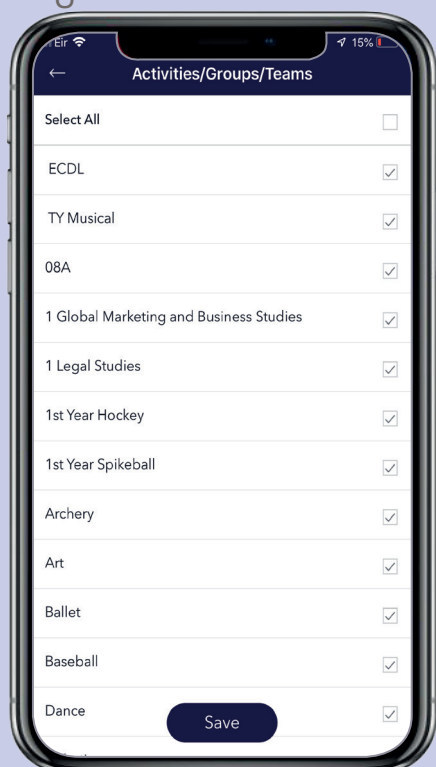 Eir 15%
Activities/Groups/Teams
Select All
ECDL
TY Musical
08A
1 Global Marketing and Business Studies
1 Legal Studies
1st Year Hockey
1st Year Spikeball
Archery
Art
Ballet
Baseball
Dance
Save